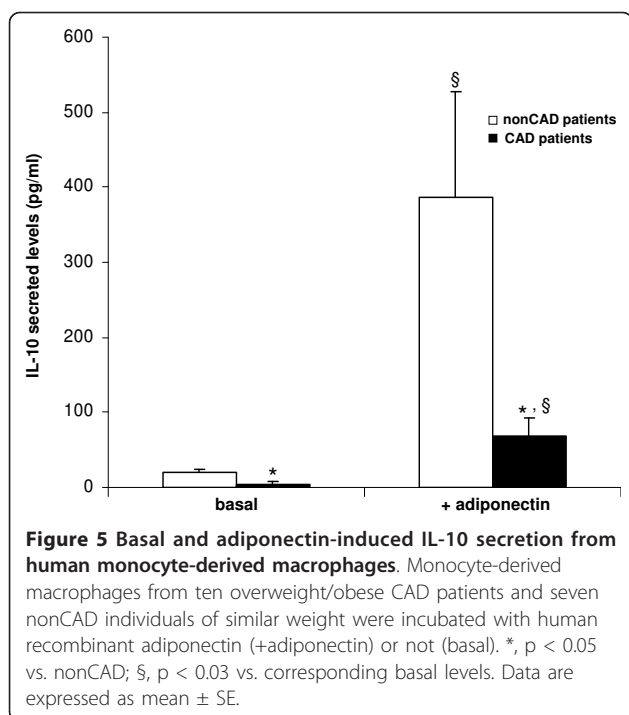 600
500
400
300
200
100
0
IL-10 secreted levels (pg/ml)
§
nonCAD patients
CAD patients
*
*, §
basal
+ adiponectin
Figure 5 Basal and adiponectin-induced IL-10 secretion from
human monocyte-derived macrophages. Monocyte-derived
macrophages from ten overweight/obese CAD patients and seven
nonCAD individuals of similar weight were incubated with human
recombinant adiponectin (+adiponectin) or not (basal). *, p < 0.05
vs. nonCAD; §, p < 0.03 vs. corresponding basal levels. Data are
expressed as mean ± SE.